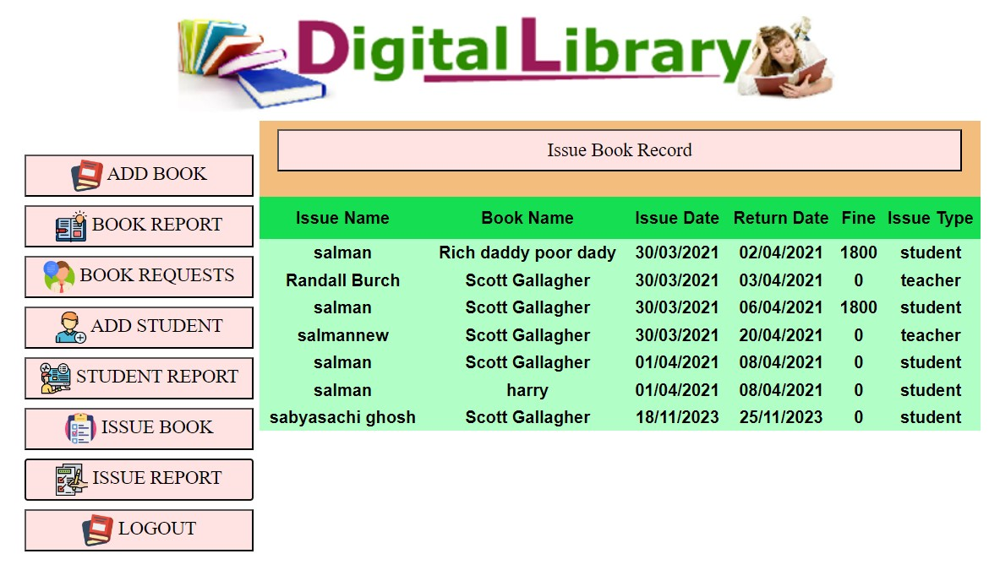 Digital Library
ADD BOOK
BOOK REPORT
BOOK REQUESTS
ADD STUDENT
STUDENT REPORT
ISSUE BOOK
ISSUE REPORT
LOGOUT
Issue Book Record
Issue Name Book Name Issue Date Return Date Fine Issue Type
salman Rich daddy poor dady 30/03/2021 02/04/2021 1800 student
Randall Burch Scott Gallagher 30/03/2021 03/04/2021 0 teacher
salman Scott Gallagher 30/03/2021 06/04/2021 1800 student
salmannew Scott Gallagher 30/03/2021 20/04/2021 0 teacher
salman Scott Gallagher 01/04/2021 08/04/2021 0 student
salman harry 01/04/2021 08/04/2021 0 student
sabyasachi ghosh Scott Gallagher 18/11/2023 25/11/2023 0 student